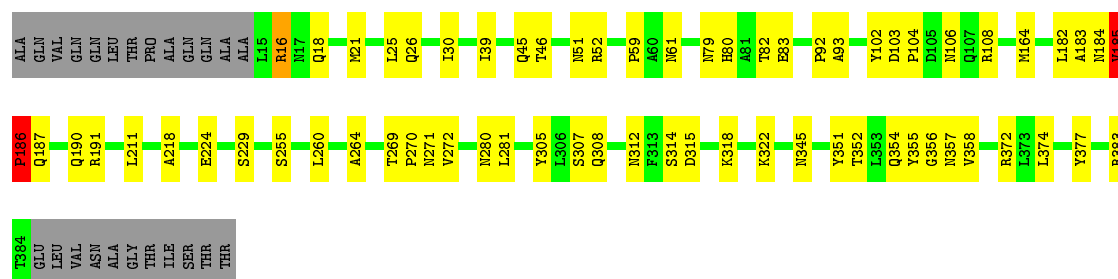 ALA GLN VAL GLN GLN LEU THR PRO ALA GLN GLN ALA ALA L15 R16 N17 Q18 M21 L25 Q26 I30 I39 Q45 T46 N51 R52 P59 A60 N61 N79 H80 A81 T82 E83 P92 A93 Y102 D103 P104 D105 N106 Q107 R108 M164 L182 A183 N184 V185
P186 Q187 Q190 R191 L211 A218 E224 S229 S255 L260 A264 T269 P270 N271 V272 N280 L281 Y305 L306 S307 Q308 N312 F313 S314 D315 K318 K322 N345 Y351 T352 L353 Q354 Y355 G356 N357 V358 R372 L373 L374 Y377
T384 GLU LEU VAL ASN ALA GLY THR ILE SER THR THR